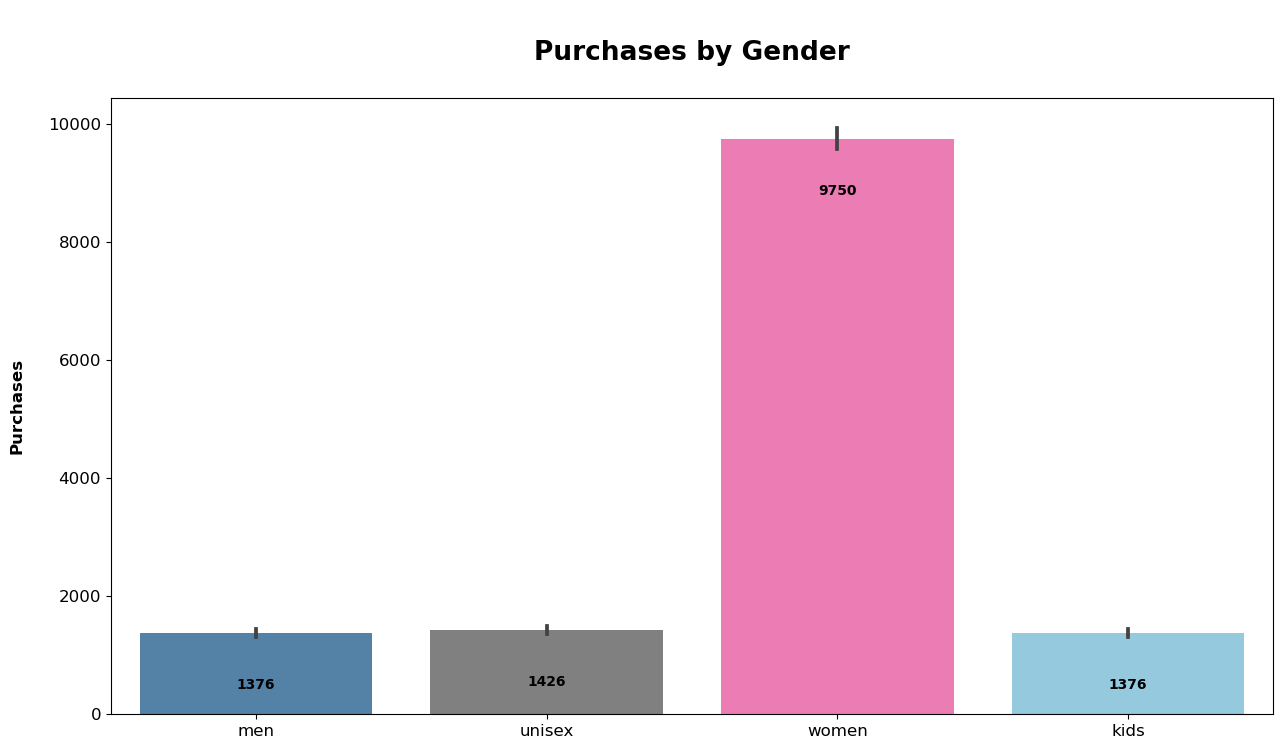 Purchases by Gender
10000
8000
6000
4000
2000
0
Purchases
1376
1426
9750
1376
men
unisex
women
kids